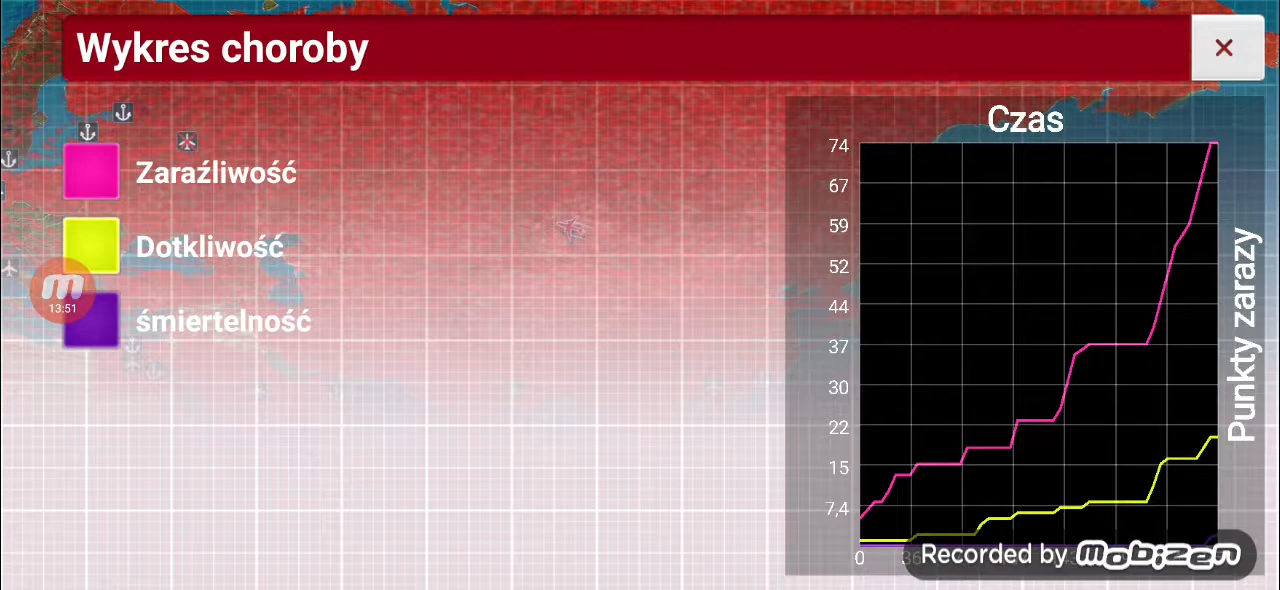 Wykres choroby
×
Zaraźliwość
Dotkliwość
śmiertelność
m
13:51
Czas
74
67
59
52
44
37
30
22
15
7,4
0
36
Punkty zarazy
Recorded by mobizen